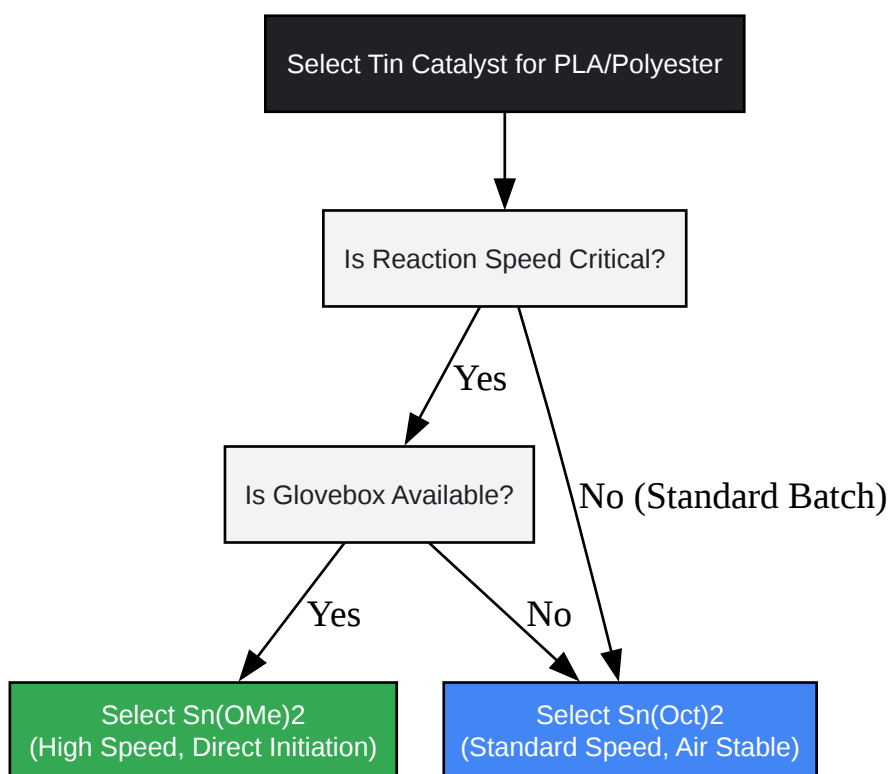 Select Tin Catalyst for PLA/Polyester
Is Reaction Speed Critical?
Yes
Is Glovebox Available?
No (Standard Batch)
Yes
No
Select Sn(OMe)2
(High Speed, Direct Initiation)
Select Sn(Oct)2
(Standard Speed, Air Stable)